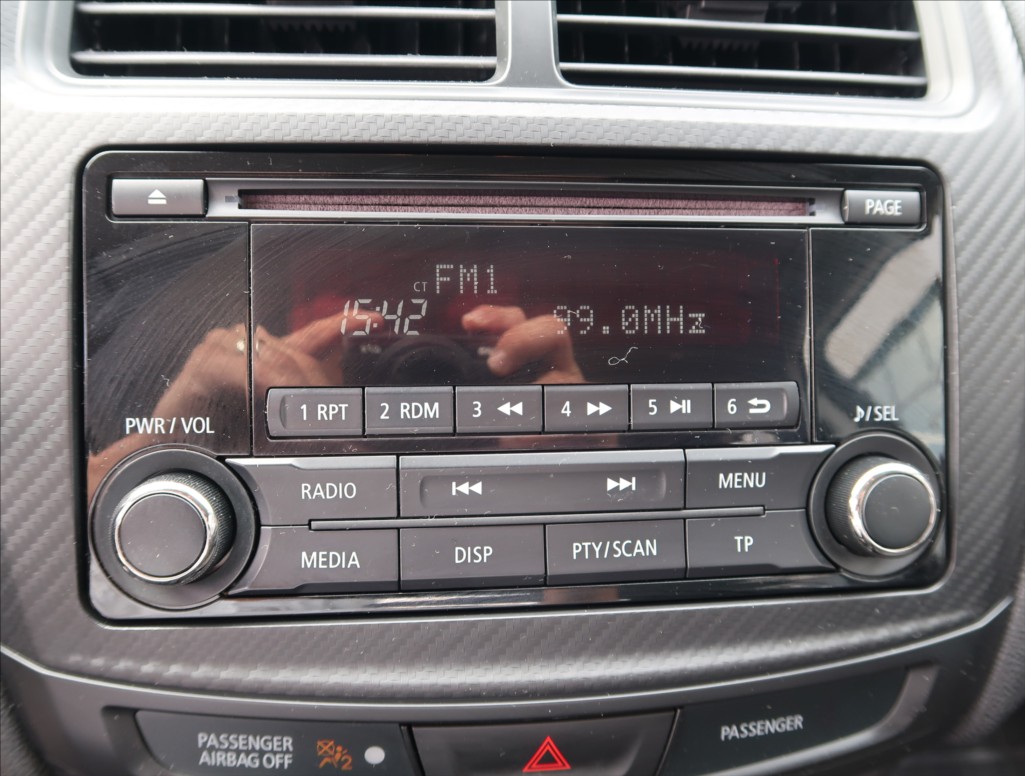 PAGE
CT FM1
15:42 99.0MHz
1 RPT 2 RDM 3 4 5 6
PWR / VOL
/SEL
RADIO
MENU
MEDIA
DISP
PTY/SCAN
TP
PASSENGER
AIRBAG OFF
2
PASSENGER